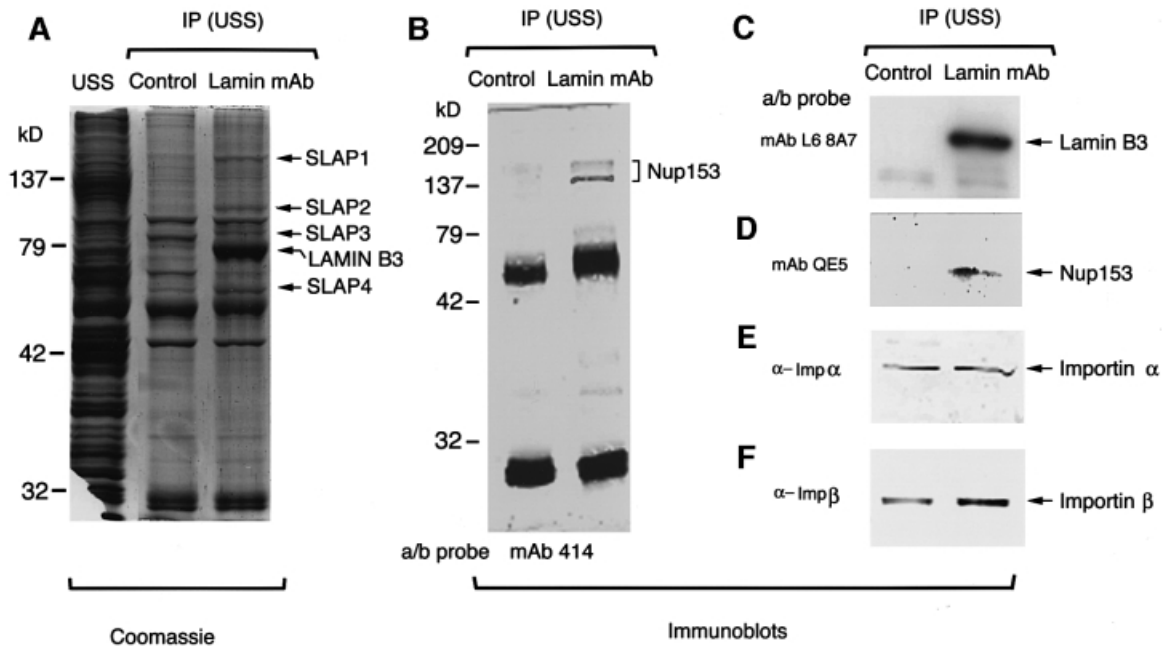 A
IP (USS)
USS Control Lamin mAb
kD
137
79
42
32
SLAP1
SLAP2
SLAP3
LAMIN B3
SLAP4
Coomassie
B
IP (USS)
Control Lamin mAb
kD
209
137
79
42
32
Nup153
a/b probe mAb 414
C
IP (USS)
Control Lamin mAb
a/b probe
mAb L6 8A7
Lamin B3
D
mAb QE5
Nup153
E
α-Imp α
Importin α
F
α-Imp β
Importin β
Immunoblots